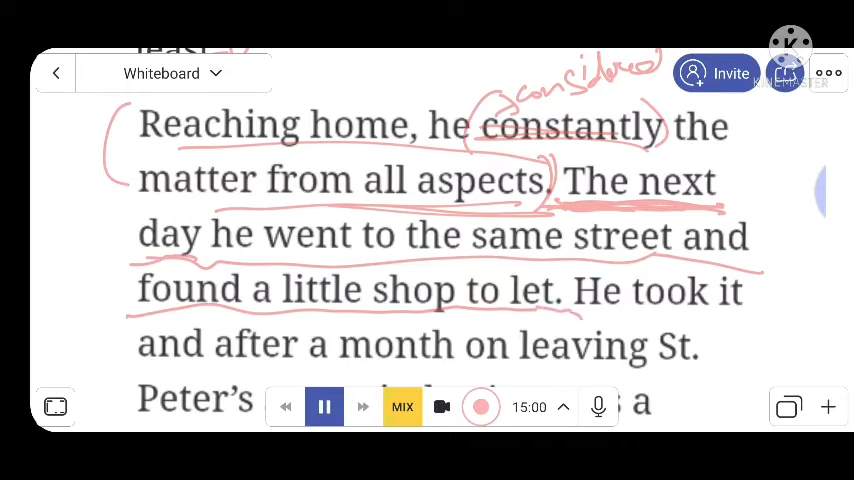 least
Whiteboard
Invite
KINEMASTER
considered
Reaching home, he constantly the
matter from all aspects. The next
day he went to the same street and
found a little shop to let. He took it
and after a month on leaving St.
Peter's s a
MIX
15:00